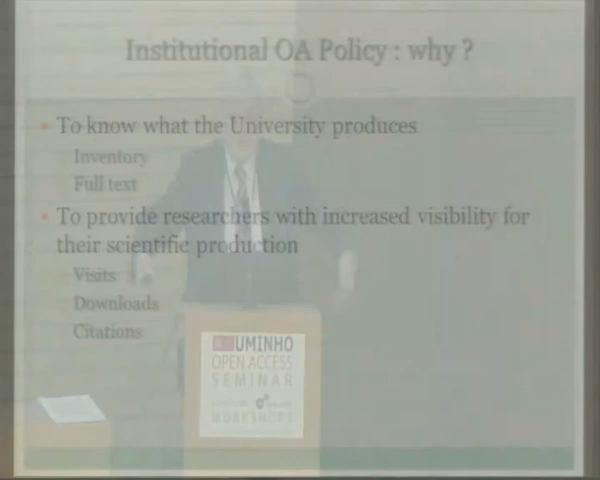 Institutional OA Policy : why ?
To know what the University produces
Inventory
Full text
To provide researchers with increased visibility for
their scientific production
Visits
Downloads
Citations
UMINHO
OPEN ACCESS
SEMINAR
WORKSHOPS